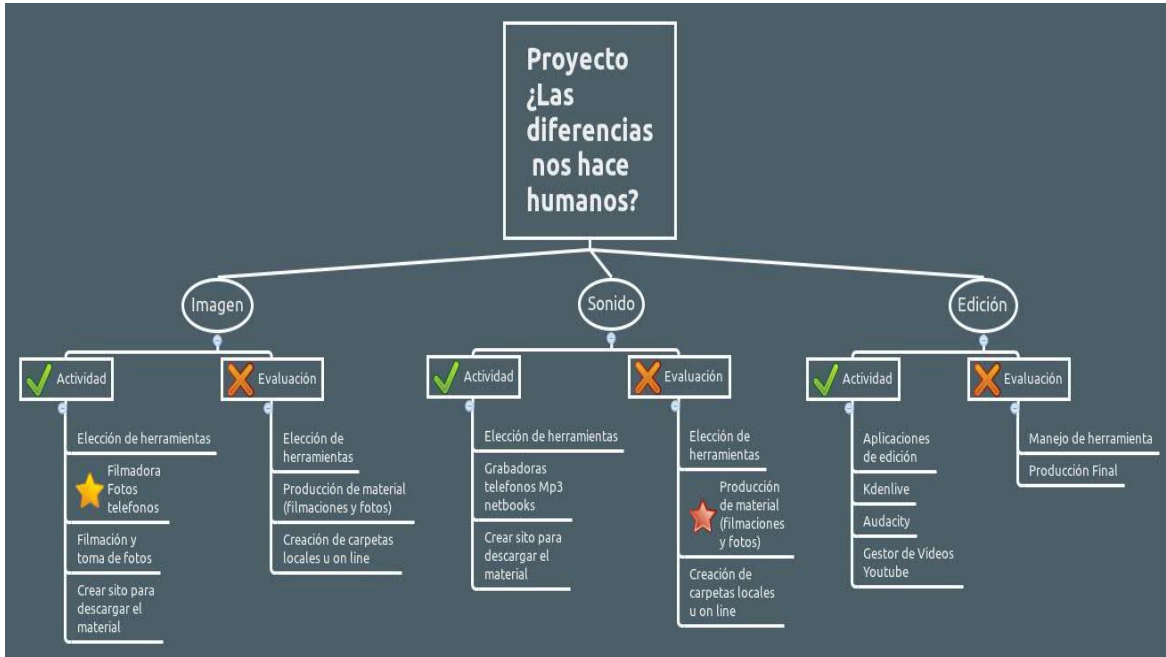 Proyecto
¿Las
diferencias
nos hace
humanos?
Imagen
Sonido
Edición
Actividad
Elección de herramientas
Filmadora
Fotos
telefonos
Filmación y
toma de fotos
Crear sito para
descargar el
material
Evaluación
Elección de
herramientas
Producción de material
(filmaciones y fotos)
Creación de carpetas
locales u on line
Actividad
Elección de herramientas
Grabadoras
telefonos Mp3
netbooks
Crear sito para
descargar el
material
Evaluación
Elección de
herramientas
Producción
de material
(filmaciones
y fotos)
Creación de
carpetas locales
u on line
Actividad
Aplicaciones
de edición
Kdenlive
Audacity
Gestor de Videos
Youtube
Evaluación
Manejo de herramienta
Producción Final